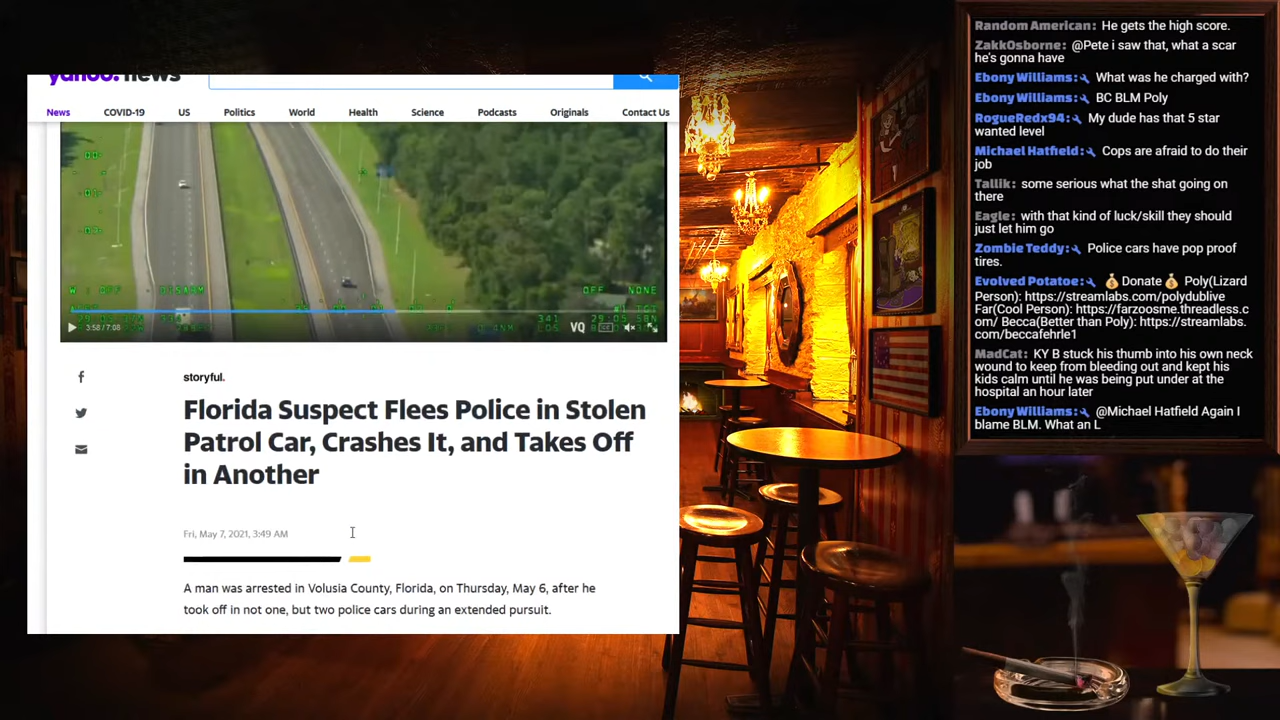 yahoo! news
News COVID-19 US Politics World Health Science Podcasts Originals Contact Us
W: OFF DISARM OFF NONE
3:58 / 7:08
341
VQ
storyful.
Florida Suspect Flees Police in Stolen
Patrol Car, Crashes It, and Takes Off
in Another
Fri, May 7, 2021, 3:49 AM
A man was arrested in Volusia County, Florida, on Thursday, May 6, after he
took off in not one, but two police cars during an extended pursuit.
Random American: He gets the high score.
ZakkOsborne: @Pete i saw that, what a scar
he's gonna have
Ebony Williams: What was he charged with?
Ebony Williams: BC BLM Poly
RogueRedx94: My dude has that 5 star
wanted level
Michael Hatfield: Cops are afraid to do their
job
Tallik: some serious what the shat going on
there
Eagle: with that kind of luck/skill they should
just let him go
Zombie Teddy: Police cars have pop proof
tires.
Evolved Potatoe: 💰 Donate 💰 Poly(Lizard
Person): https://streamlabs.com/polydublive
Far(Cool Person): https://farzoosme.threadless.c
om/ Becca(Better than Poly): https://streamlabs.
com/beccafehrle1
MadCat: KY B stuck his thumb into his own neck
wound to keep from bleeding out and kept his
kids calm until he was being put under at the
hospital an hour later
Ebony Williams: @Michael Hatfield Again I
blame BLM. What an L